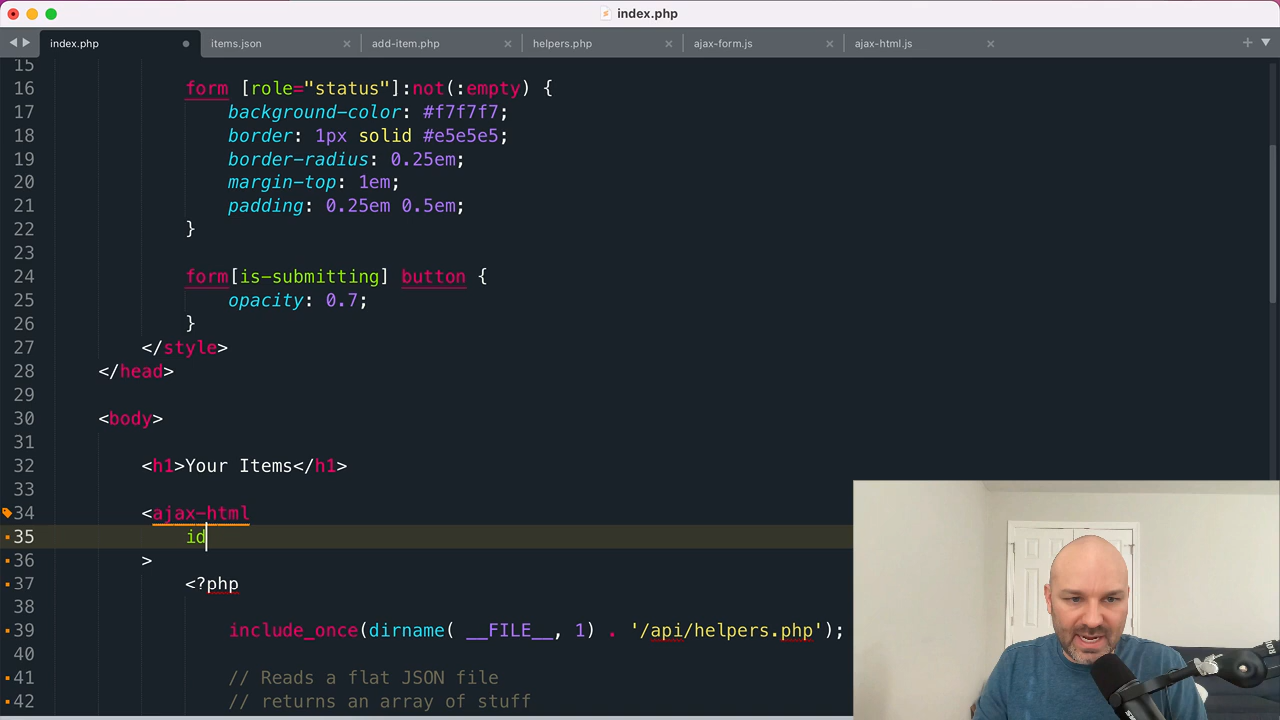 index.php
index.php
items.json
add-item.php
helpers.php
ajax-form.js
ajax-html.js
15
16 form [role="status"]:not(:empty) {
17 background-color: #f7f7f7;
18 border: 1px solid #e5e5e5;
19 border-radius: 0.25em;
20 margin-top: 1em;
21 padding: 0.25em 0.5em;
22 }
23
24 form[is-submitting] button {
25 opacity: 0.7;
26 }
27 </style>
28 </head>
29
30 <body>
31
32 <h1>Your Items</h1>
33
34 <ajax-html
35 id
36 >
37 <?php
38
39 include_once(dirname( __FILE__, 1) . '/api/helpers.php');
40
41 // Reads a flat JSON file
42 // returns an array of stuff